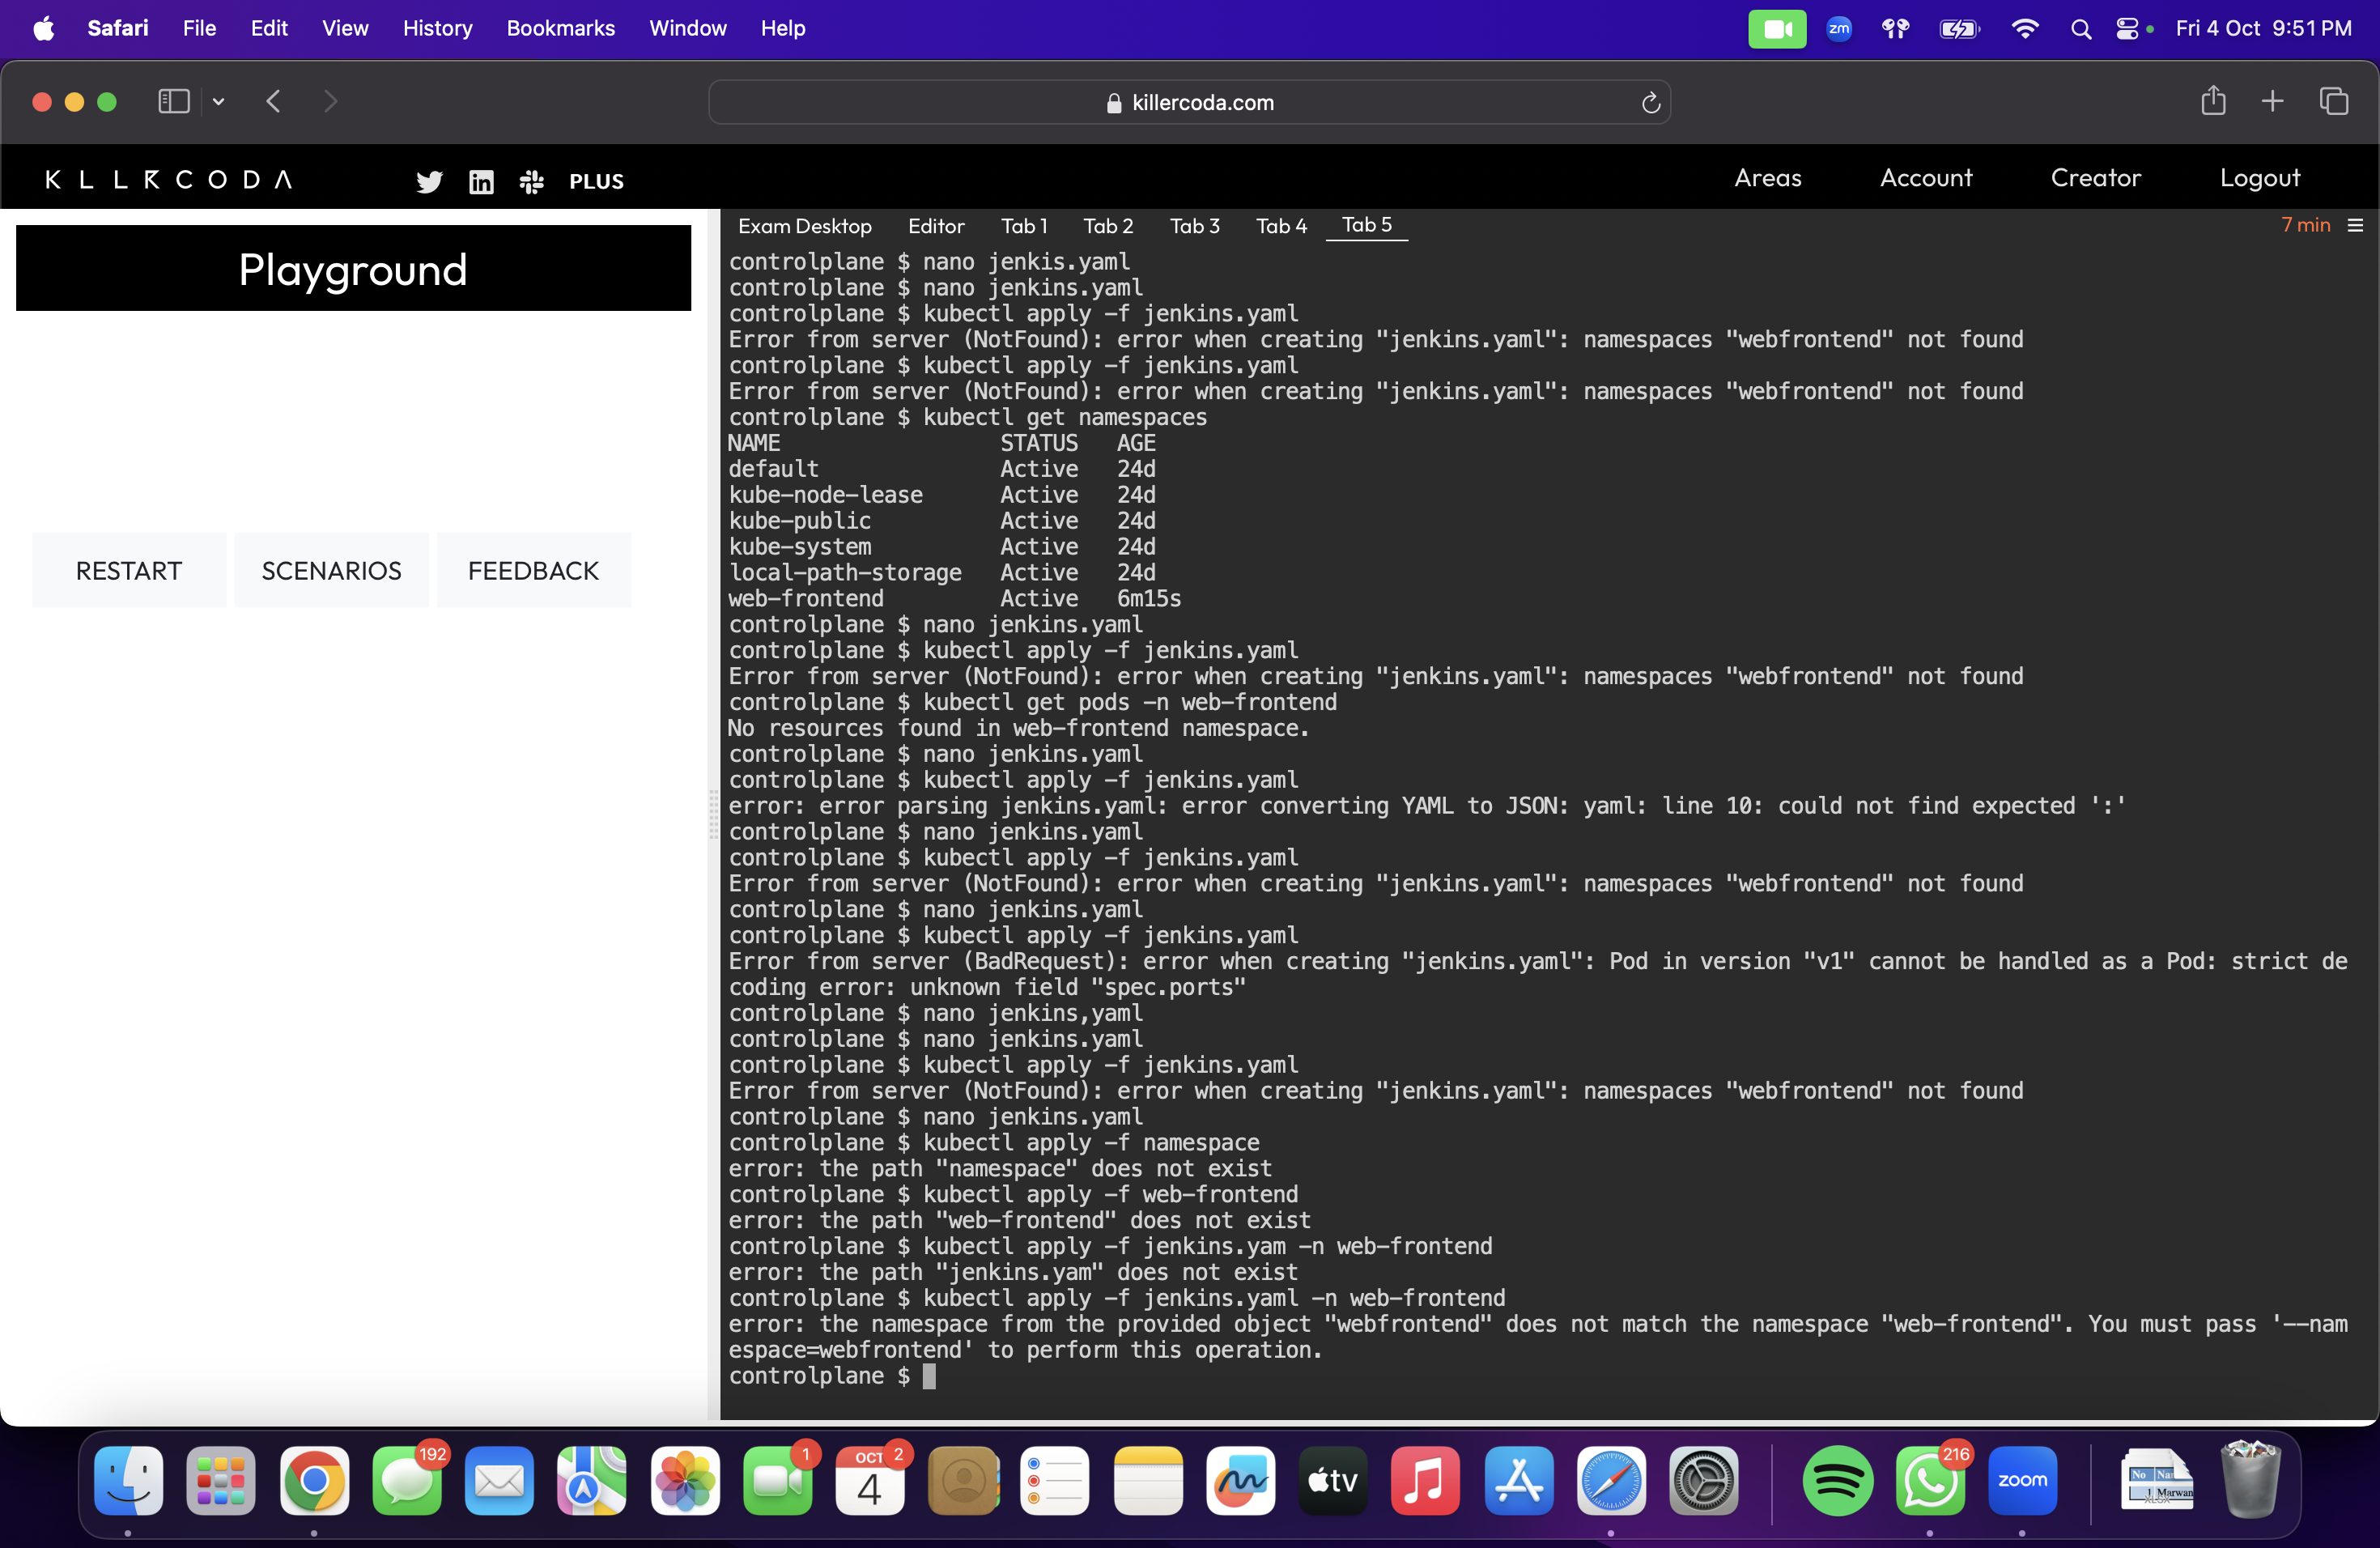 Safari File Edit View History Bookmarks Window Help zm Fri 4 Oct 9:51 PM
killercoda.com
KLLRCODA PLUS Areas Account Creator Logout
Playground
RESTART SCENARIOS FEEDBACK
Exam Desktop Editor Tab 1 Tab 2 Tab 3 Tab 4 Tab 5 7 min
controlplane $ nano jenkis.yaml
controlplane $ nano jenkins.yaml
controlplane $ kubectl apply -f jenkins.yaml
Error from server (NotFound): error when creating "jenkins.yaml": namespaces "webfrontend" not found
controlplane $ kubectl apply -f jenkins.yaml
Error from server (NotFound): error when creating "jenkins.yaml": namespaces "webfrontend" not found
controlplane $ kubectl get namespaces
NAME STATUS AGE
default Active 24d
kube-node-lease Active 24d
kube-public Active 24d
kube-system Active 24d
local-path-storage Active 24d
web-frontend Active 6m15s
controlplane $ nano jenkins.yaml
controlplane $ kubectl apply -f jenkins.yaml
Error from server (NotFound): error when creating "jenkins.yaml": namespaces "webfrontend" not found
controlplane $ kubectl get pods -n web-frontend
No resources found in web-frontend namespace.
controlplane $ nano jenkins.yaml
controlplane $ kubectl apply -f jenkins.yaml
error: error parsing jenkins.yaml: error converting YAML to JSON: yaml: line 10: could not find expected ':'
controlplane $ nano jenkins.yaml
controlplane $ kubectl apply -f jenkins.yaml
Error from server (NotFound): error when creating "jenkins.yaml": namespaces "webfrontend" not found
controlplane $ nano jenkins.yaml
controlplane $ kubectl apply -f jenkins.yaml
Error from server (BadRequest): error when creating "jenkins.yaml": Pod in version "v1" cannot be handled as a Pod: strict de
coding error: unknown field "spec.ports"
controlplane $ nano jenkins,yaml
controlplane $ nano jenkins.yaml
controlplane $ kubectl apply -f jenkins.yaml
Error from server (NotFound): error when creating "jenkins.yaml": namespaces "webfrontend" not found
controlplane $ nano jenkins.yaml
controlplane $ kubectl apply -f namespace
error: the path "namespace" does not exist
controlplane $ kubectl apply -f web-frontend
error: the path "web-frontend" does not exist
controlplane $ kubectl apply -f jenkins.yam -n web-frontend
error: the path "jenkins.yam" does not exist
controlplane $ kubectl apply -f jenkins.yaml -n web-frontend
error: the namespace from the provided object "webfrontend" does not match the namespace "web-frontend". You must pass '--nam
espace=webfrontend' to perform this operation.
controlplane $
192 1 OCT 2 4 tv 216 zoom
No Na
1 Marwan
XLSX